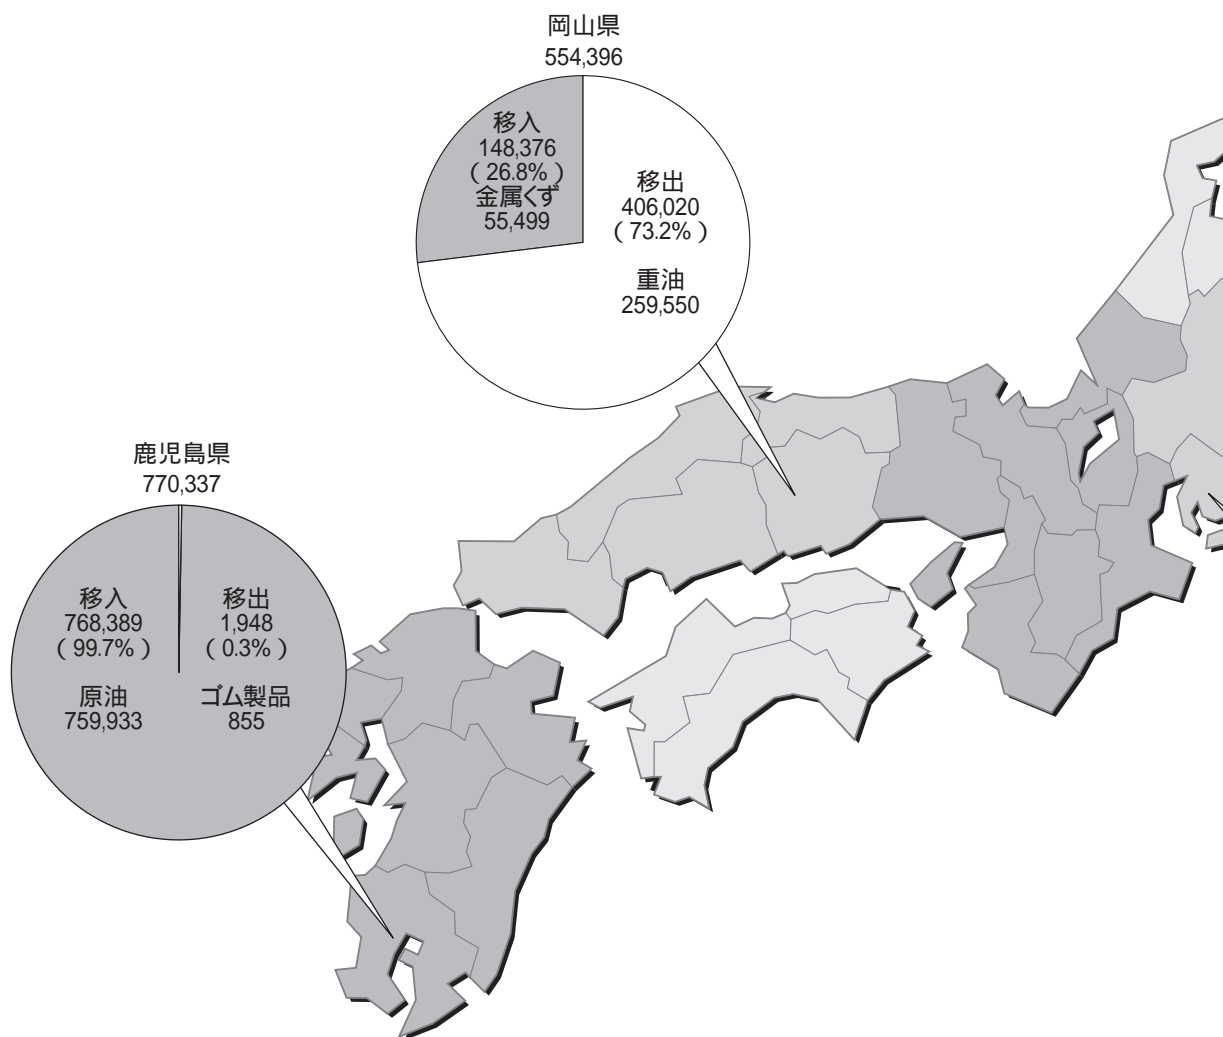 岡山県
554,396
移入
148,376
（26.8%）
金属くず
55,499
移出
406,020
（73.2%）
重油
259,550
鹿児島県
770,337
移入
768,389
（99.7%）
原油
759,933
移出
1,948
（0.3%）
ゴム製品
855